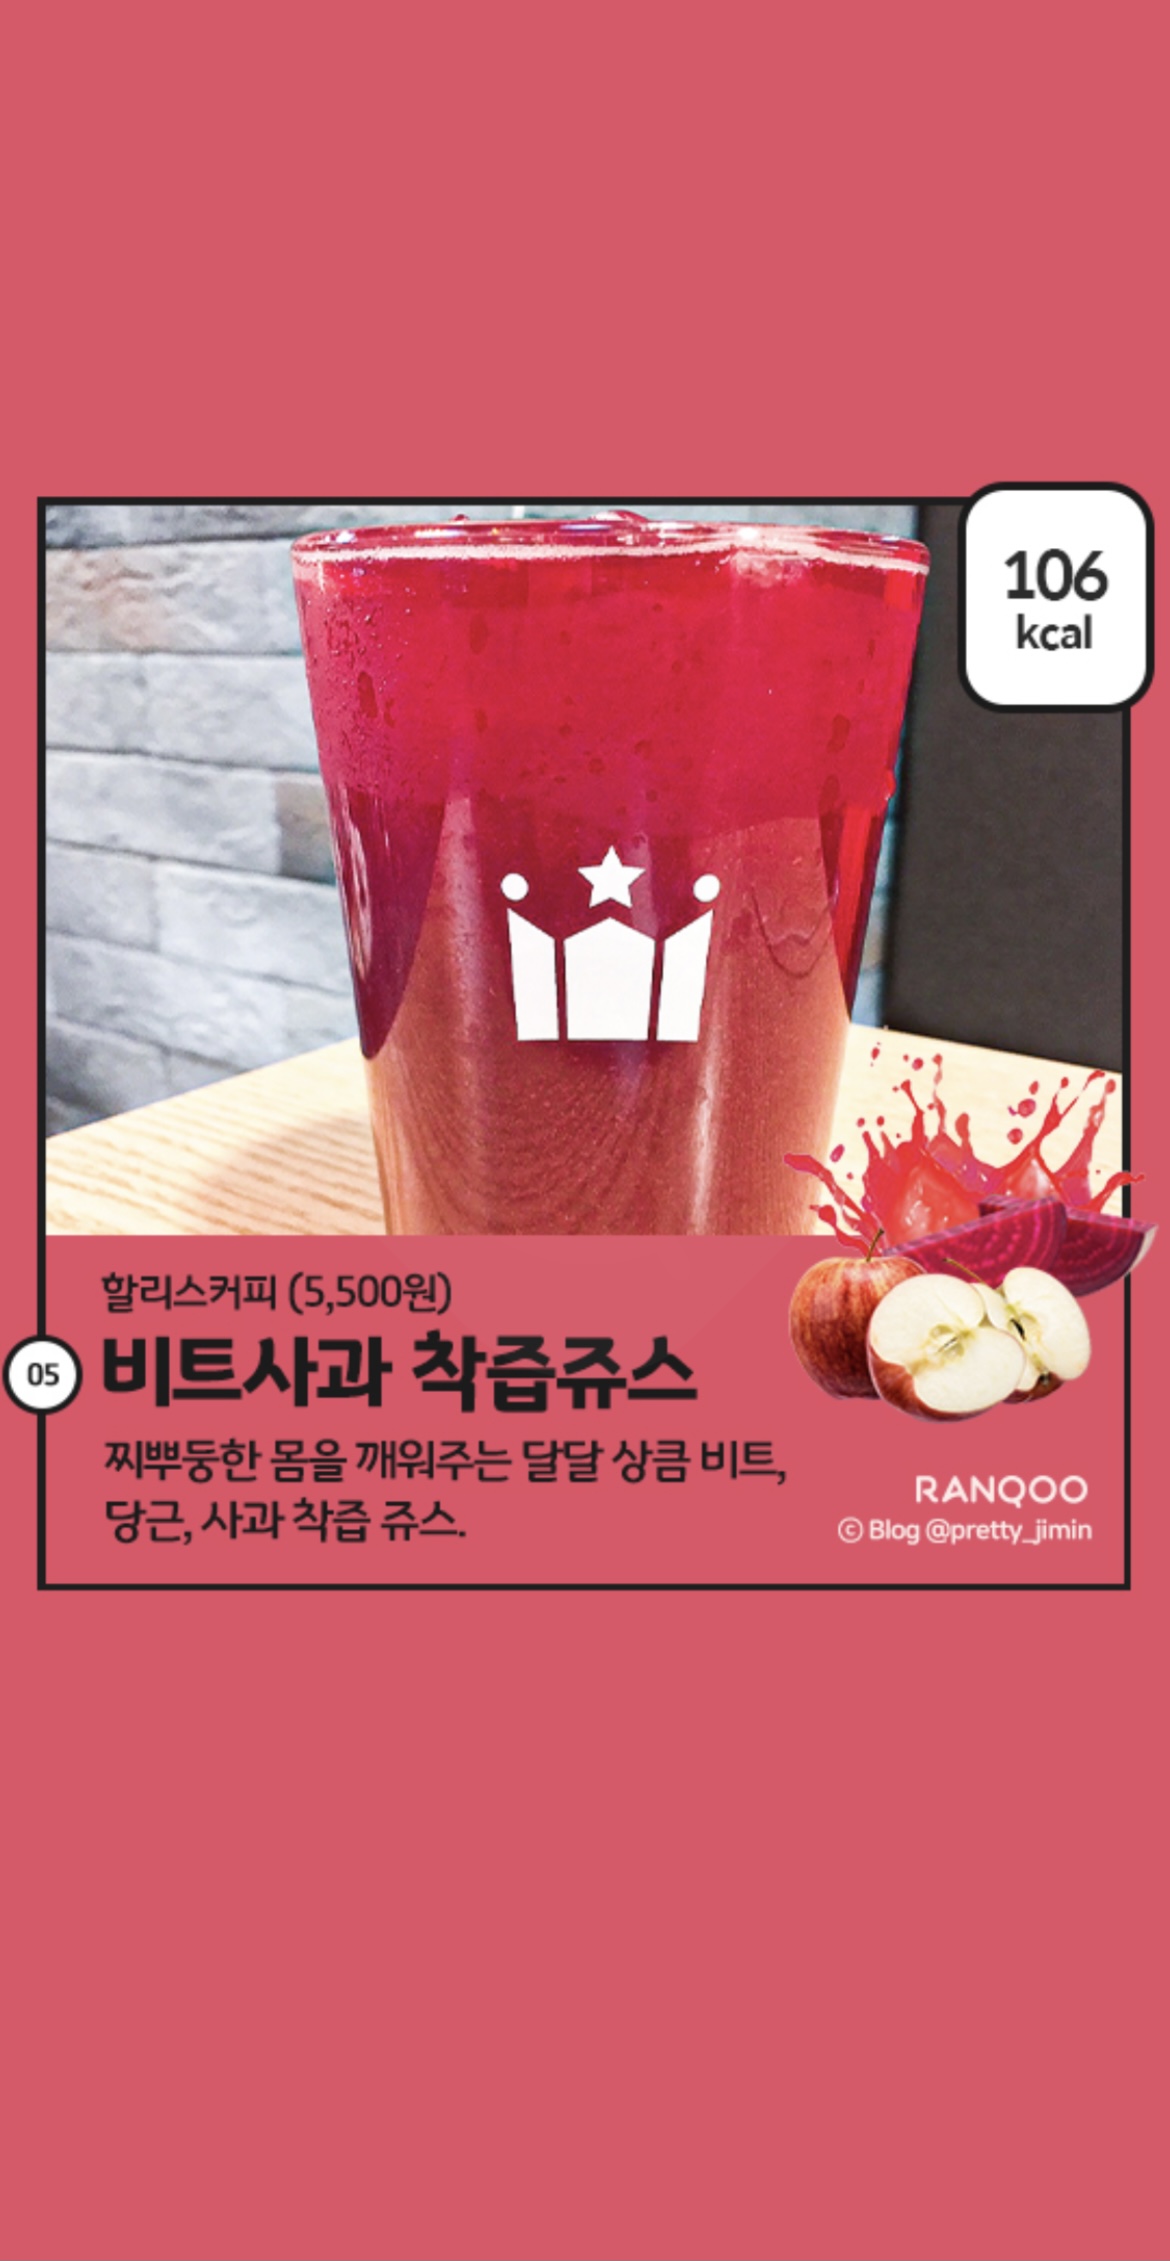 106
kcal
할리스커피 (5,500원)
05
비트사과 착즙쥬스
찌뿌둥한 몸을 깨워주는 달달 상큼 비트,
당근, 사과 착즙 쥬스.
RANQOO
ⓒ Blog @pretty_jimin